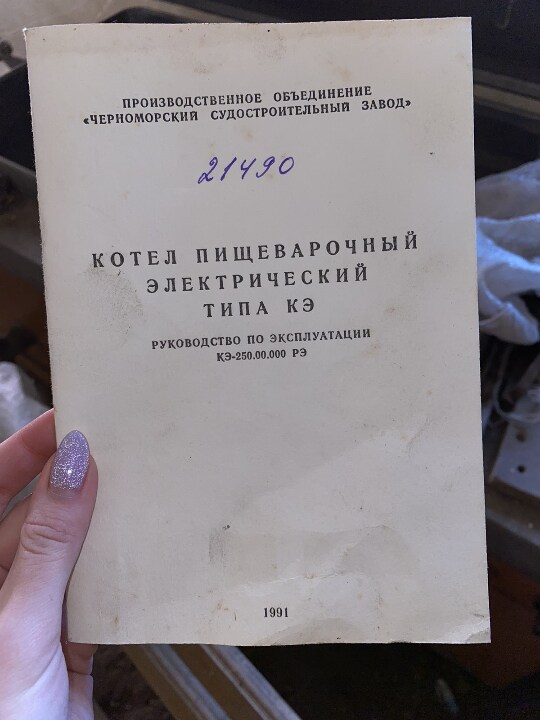 ПРОИЗВОДСТВЕННОЕ ОБЪЕДИНЕНИЕ
«ЧЕРНОМОРСКИЙ СУДОСТРОИТЕЛЬНЫЙ ЗАВОД»
21490
КОТЕЛ ПИЩЕВАРОЧНЫЙ
ЭЛЕКТРИЧЕСКИЙ
ТИПА КЭ
РУКОВОДСТВО ПО ЭКСПЛУАТАЦИИ
КЭ-250.00.000 РЭ
1991